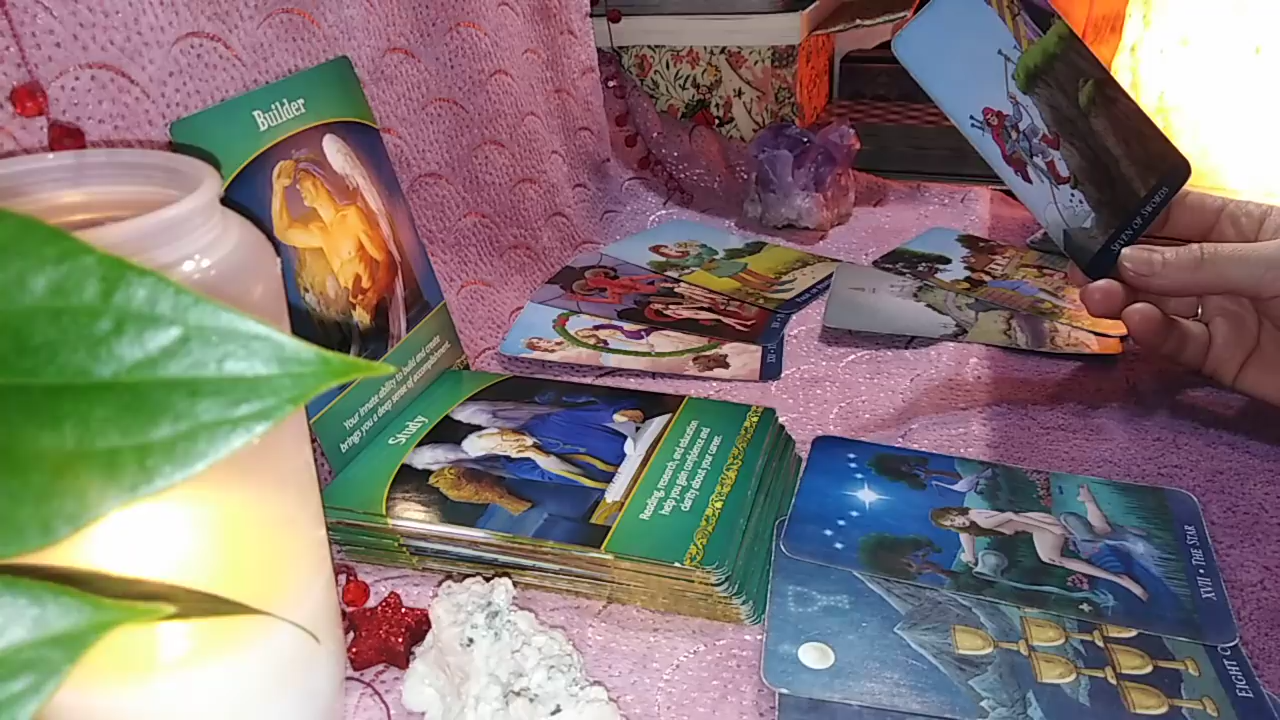 Builder
Your innate ability to build and create
brings you a deep sense of accomplishment.
Study
Reading, research, and education
help you gain confidence and
clarity about your career.
SEVEN OF SWORDS
XVII • THE STAR
EIGHT